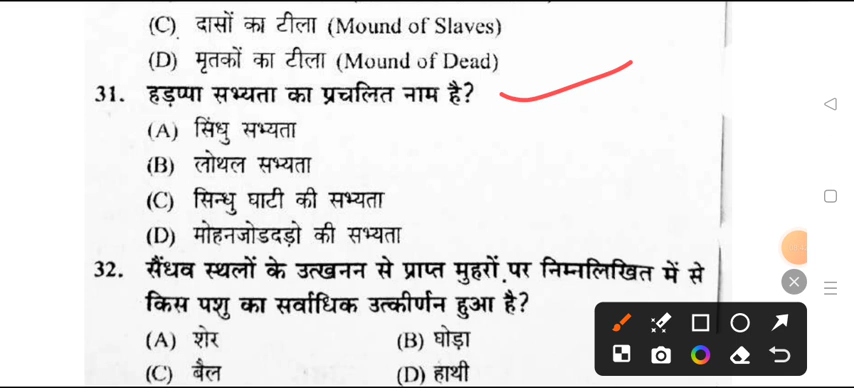 (C) दासों का टीला (Mound of Slaves)
(D) मृतकों का टीला (Mound of Dead)
31. हड़प्पा सभ्यता का प्रचलित नाम है?
(A) सिंधु सभ्यता
(B) लोथल सभ्यता
(C) सिन्धु घाटी की सभ्यता
(D) मोहनजोडदड़ो की सभ्यता
32. सैंधव स्थलों के उत्खनन से प्राप्त मुहरों पर निम्नलिखित में से
किस पशु का सर्वाधिक उत्कीर्णन हुआ है?
(A) शेर (B) घोड़ा
(C) बैल (D) हाथी